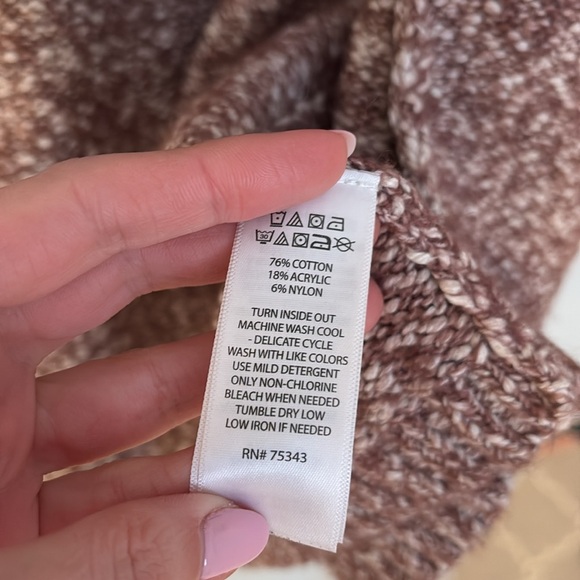 30
76% COTTON
18% ACRYLIC
6% NYLON
TURN INSIDE OUT
MACHINE WASH COOL
- DELICATE CYCLE
WASH WITH LIKE COLORS
USE MILD DETERGENT
ONLY NON-CHLORINE
BLEACH WHEN NEEDED
TUMBLE DRY LOW
LOW IRON IF NEEDED
RN# 75343